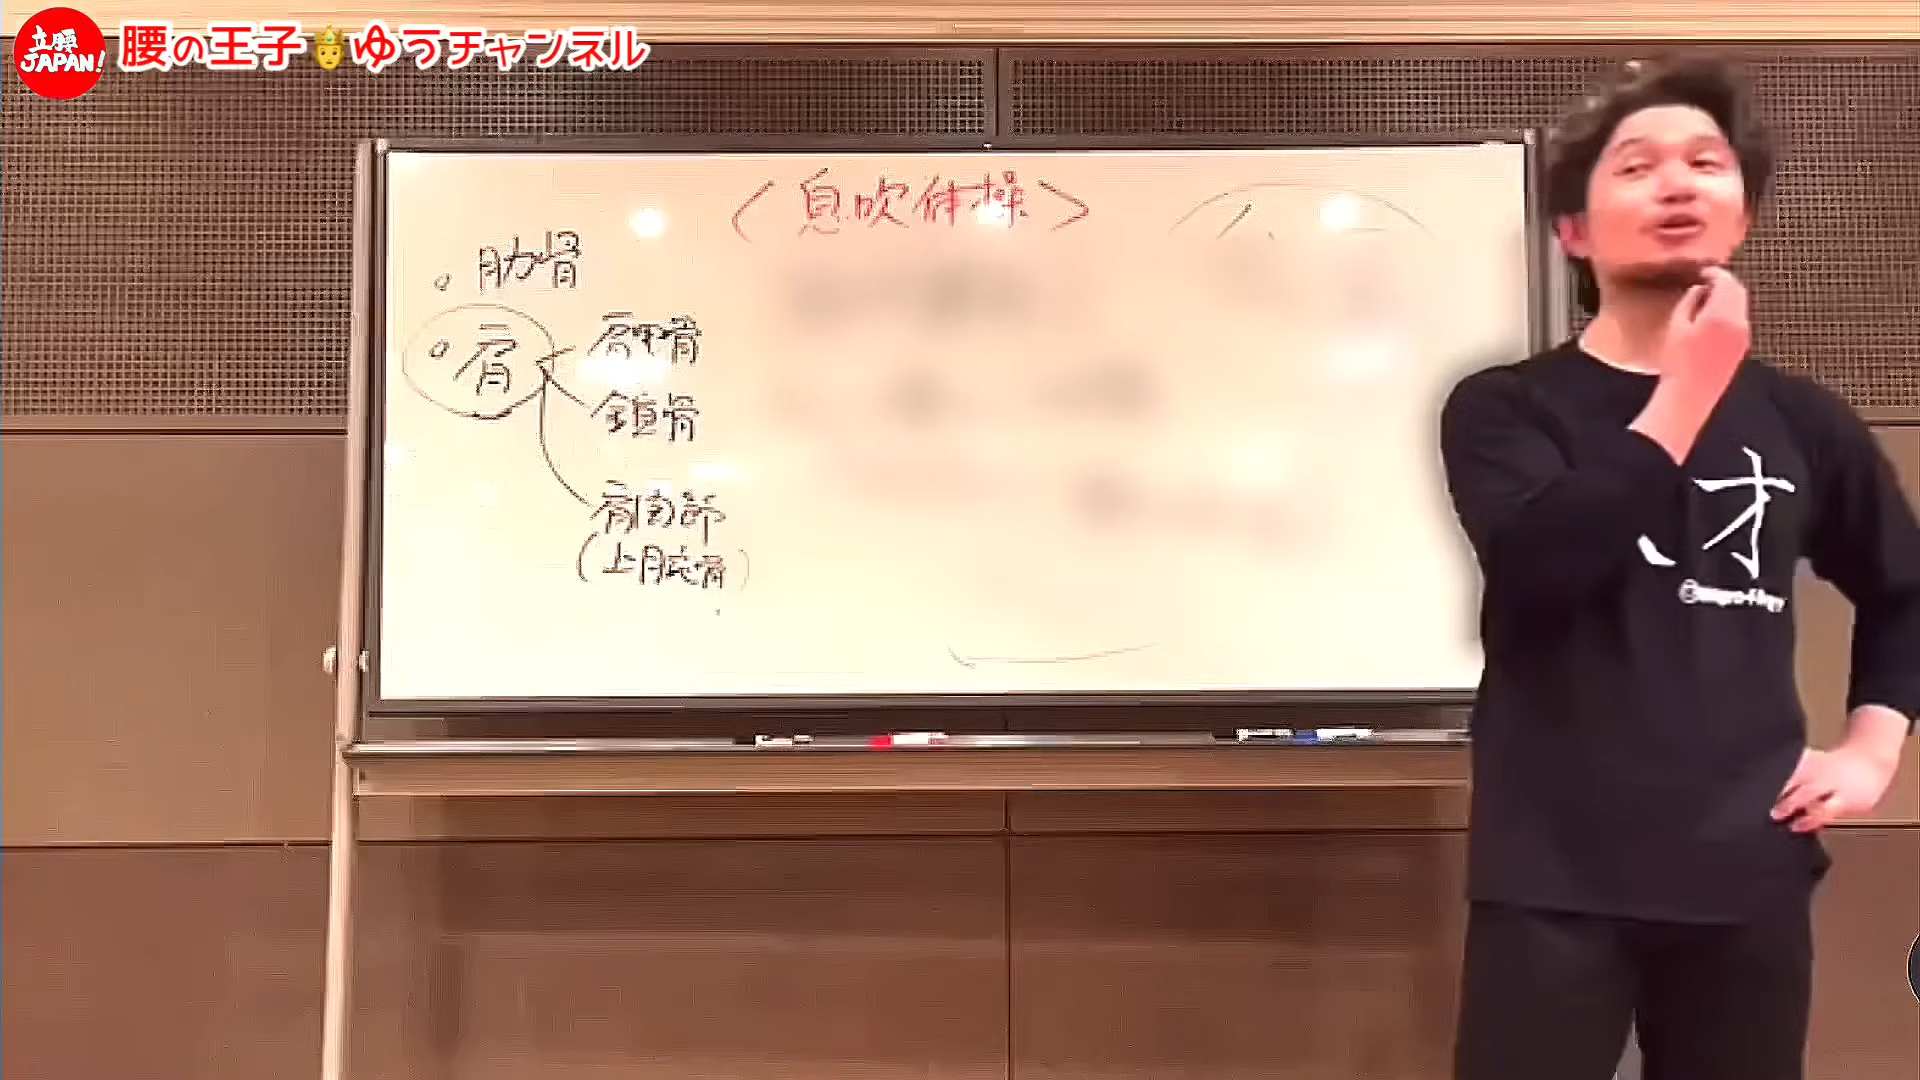 立腰
JAPAN!
腰の王子🤴ゆうチャンネル
〈息吹体操〉
。肋骨
。肩
肩甲骨
鎖骨
肩関節
(上腕骨)
才